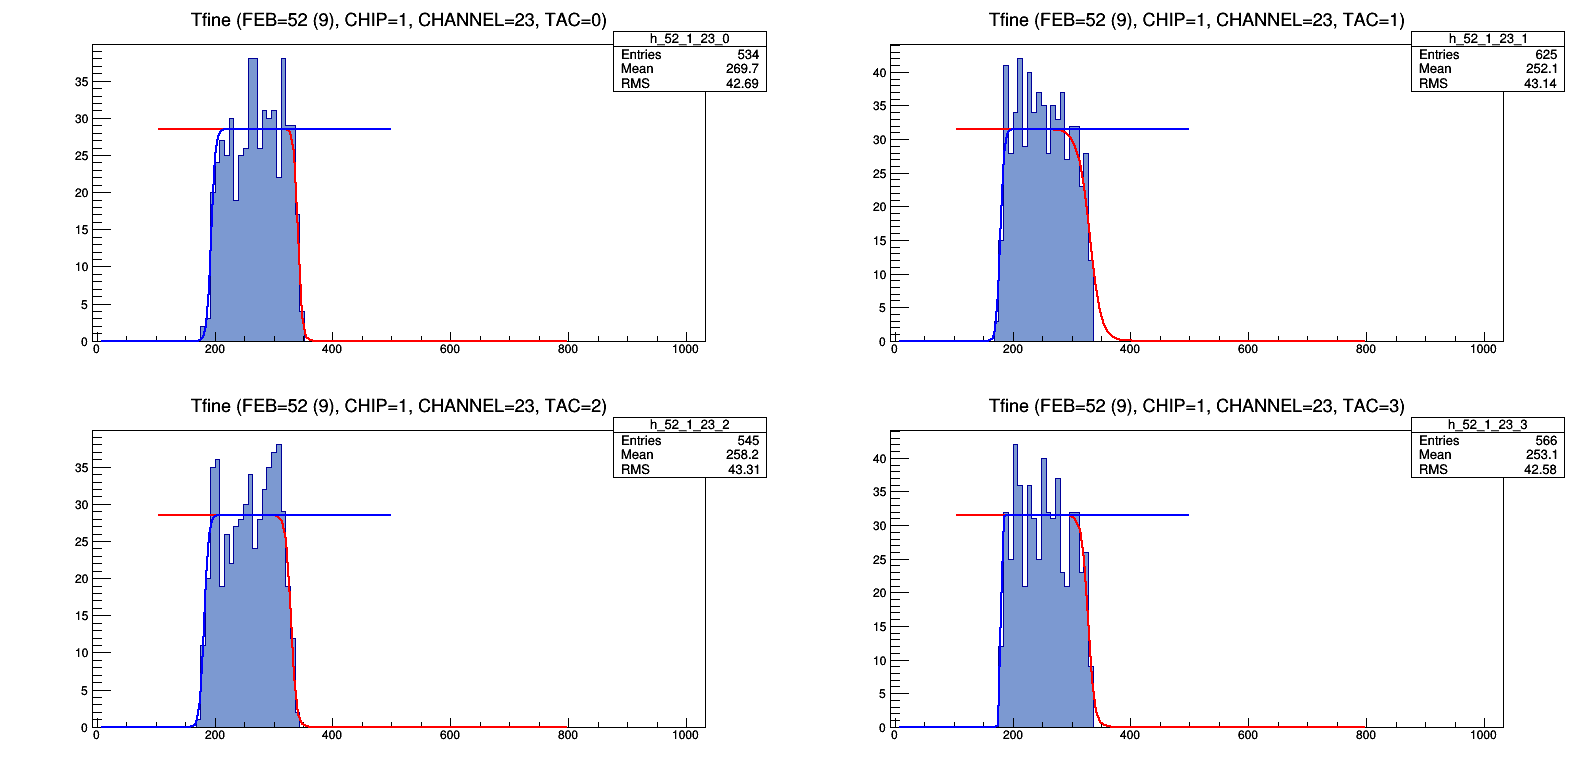 Tfine (FEB=52 (9), CHIP=1, CHANNEL=23, TAC=0)
h_52_1_23_0
Entries 534
Mean 269.7
RMS 42.69
35
30
25
20
15
10
5
0
0 200 400 600 800 1000
Tfine (FEB=52 (9), CHIP=1, CHANNEL=23, TAC=1)
h_52_1_23_1
Entries 625
Mean 252.1
RMS 43.14
40
35
30
25
20
15
10
5
0
0 200 400 600 800 1000
Tfine (FEB=52 (9), CHIP=1, CHANNEL=23, TAC=2)
h_52_1_23_2
Entries 545
Mean 258.2
RMS 43.31
35
30
25
20
15
10
5
0
0 200 400 600 800 1000
Tfine (FEB=52 (9), CHIP=1, CHANNEL=23, TAC=3)
h_52_1_23_3
Entries 566
Mean 253.1
RMS 42.58
40
35
30
25
20
15
10
5
0
0 200 400 600 800 1000